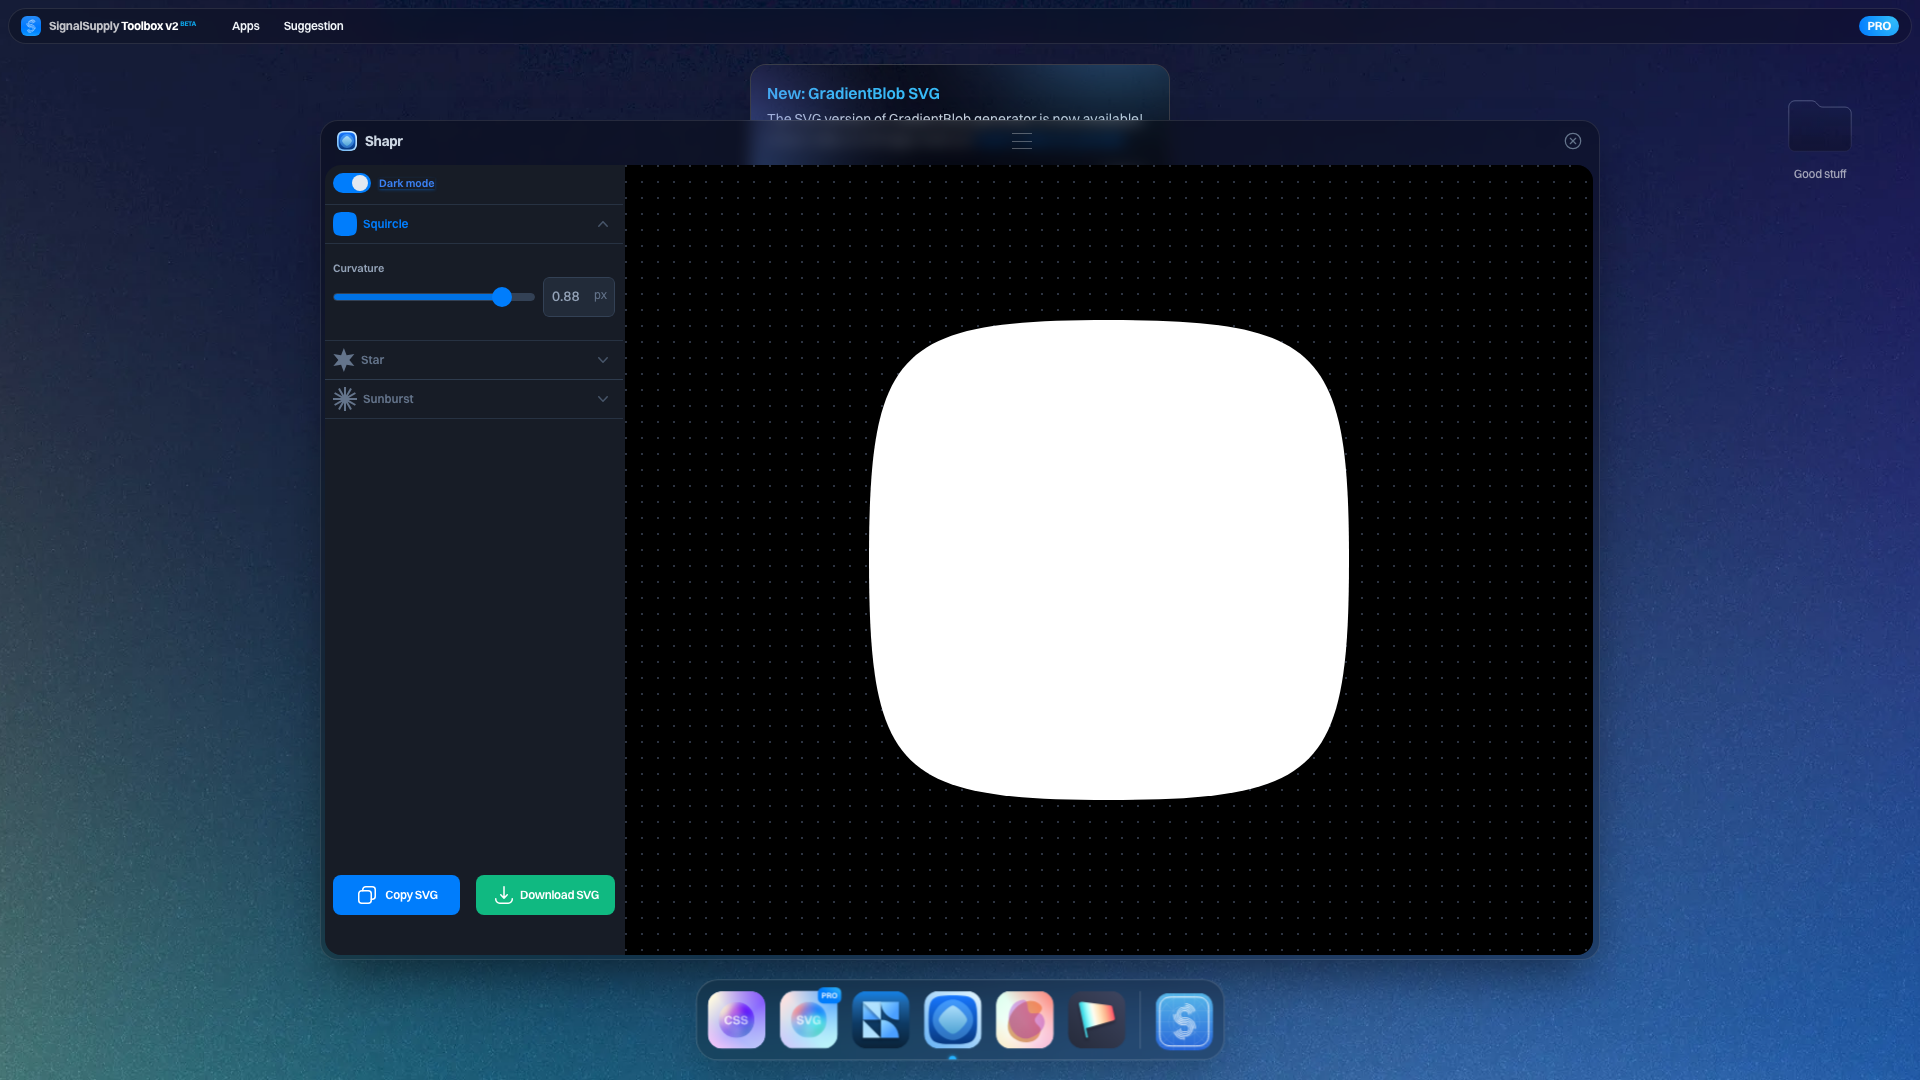 SignalSupply Toolbox v2 BETA
Apps
Suggestion
PRO
New: GradientBlob SVG
The SVG version of GradientBlob generator is now available!
Shapr
Good stuff
Dark mode
Squircle
Curvature
0.88 px
Star
Sunburst
Copy SVG
Download SVG
CSS
SVG
PRO